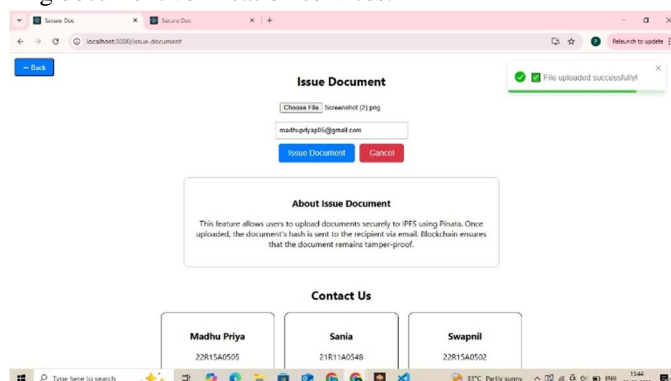 Secure Doc
Secure Doc
localhost:3000/issue-document
Relaunch to update
← Back
Issue Document
✅ File uploaded successfully!
Choose File Screenshot (2).png
madhupriyap05@gmail.com
Issue Document Cancel
About Issue Document
This feature allows users to upload documents securely to IPFS using Pinata. Once
uploaded, the document's hash is sent to the recipient via email. Blockchain ensures
that the document remains tamper-proof.
Contact Us
Madhu Priya Sania Swapnil
22R15A0505 21R11A0548 22R15A0502
Type here to search
33°C Partly sunny
ENG
13:44